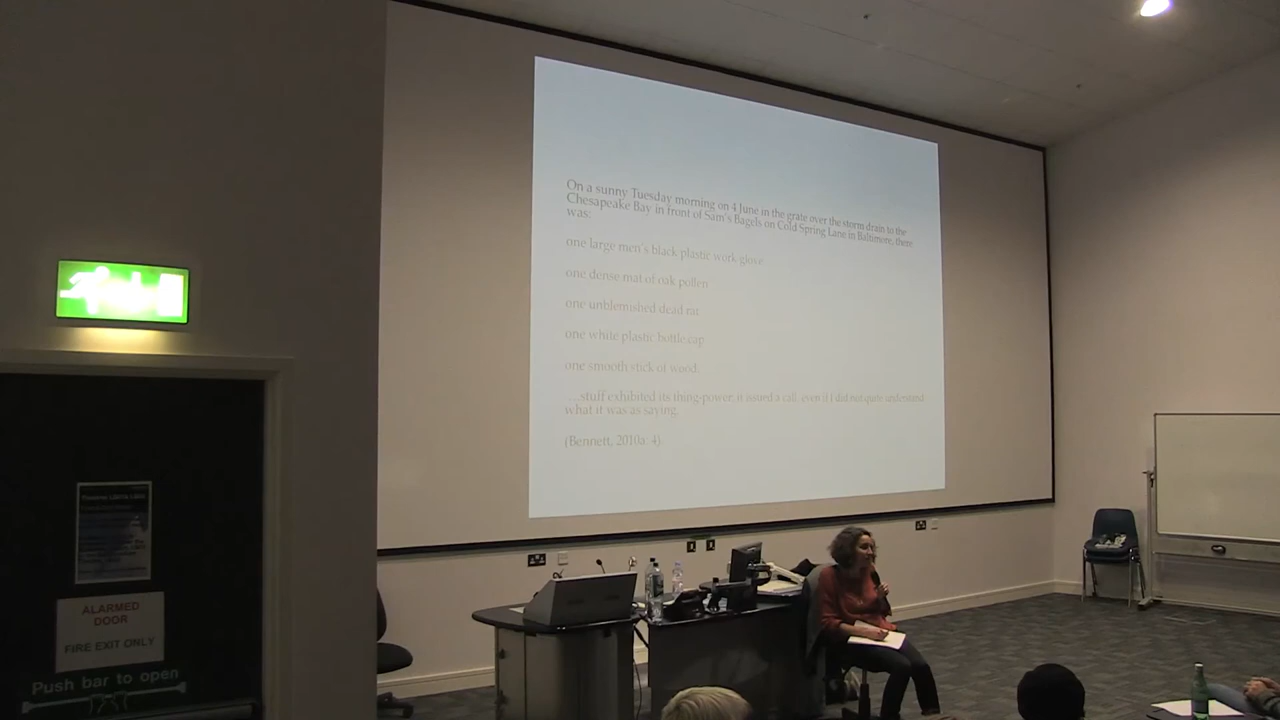 On a sunny Tuesday morning on 4 June in the grate over the storm drain to the
Chesapeake Bay in front of Sam's Bagels on Cold Spring Lane in Baltimore, there
was:
one large men's black plastic work-glove
one dense mat of oak pollen
one unblemished dead rat
one white plastic bottle cap
one smooth stick of wood.
…stuff exhibited its thing-power, it issued a call, even if I did not quite understand
what it was as saying.
(Bennett, 2010a: 4)
ALARMED
DOOR
FIRE EXIT ONLY
Push bar to open